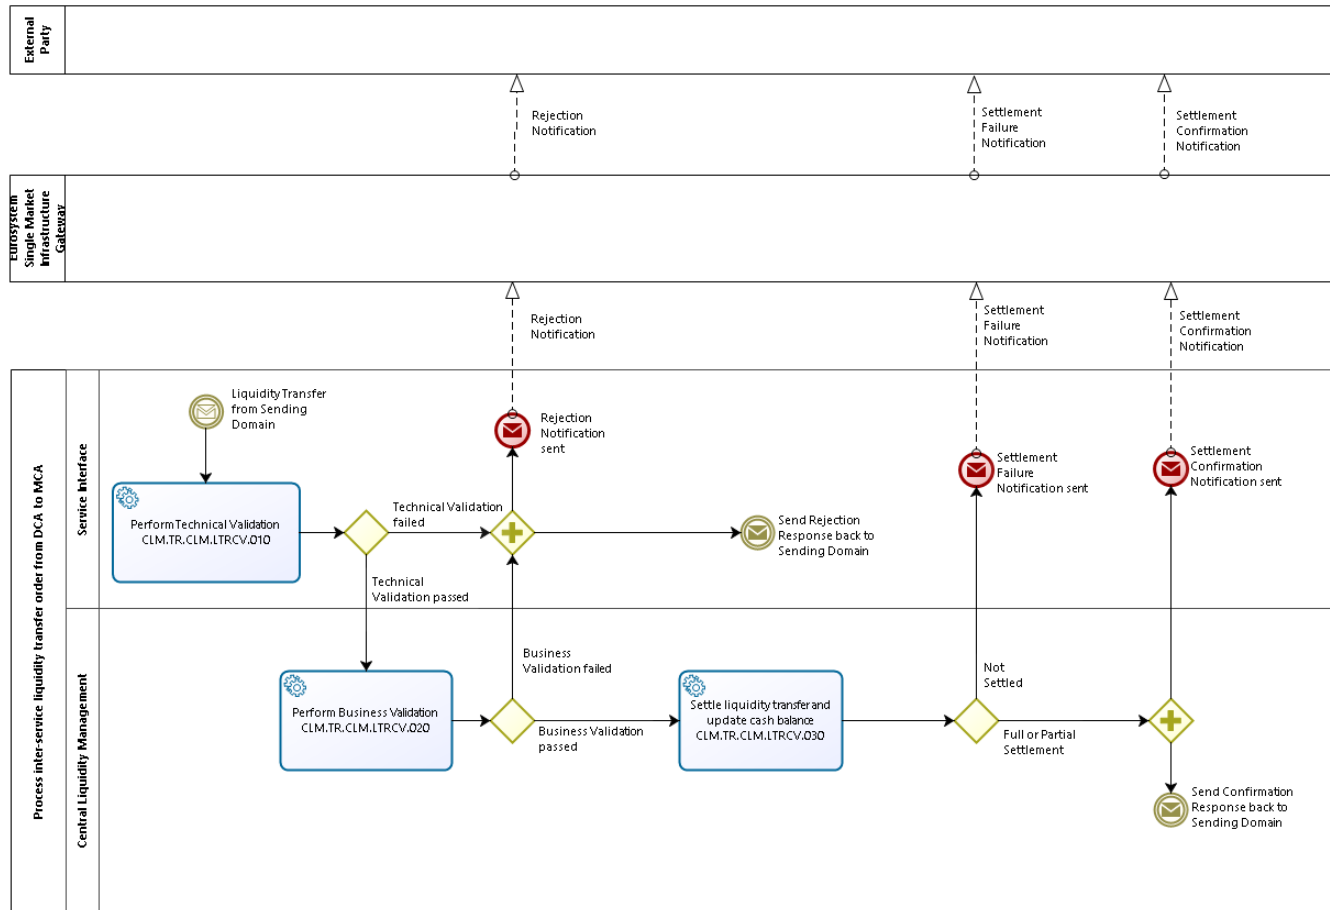 External
Party
Rejection
Notification
Settlement
Failure
Notification
Settlement
Confirmation
Notification
Eurosystem
Single Market
Infrastructure
Gateway
Rejection
Notification
Settlement
Failure
Notification
Settlement
Confirmation
Notification
Process inter-service liquidity transfer order from DCA to MCA
Service Interface
Liquidity Transfer
from Sending
Domain
Rejection
Notification
sent
Settlement
Failure
Notification sent
Settlement
Confirmation
Notification sent
Perform Technical Validation
CLM.TR.CLM.LTRCV.010
Technical Validation
failed
Send Rejection
Response back to
Sending Domain
Technical
Validation passed
Central Liquidity Management
Business
Validation failed
Not
Settled
Perform Business Validation
CLM.TR.CLM.LTRCV.020
Business Validation
passed
Settle liquidity transfer and
update cash balance
CLM.TR.CLM.LTRCV.030
Full or Partial
Settlement
Send Confirmation
Response back to
Sending Domain